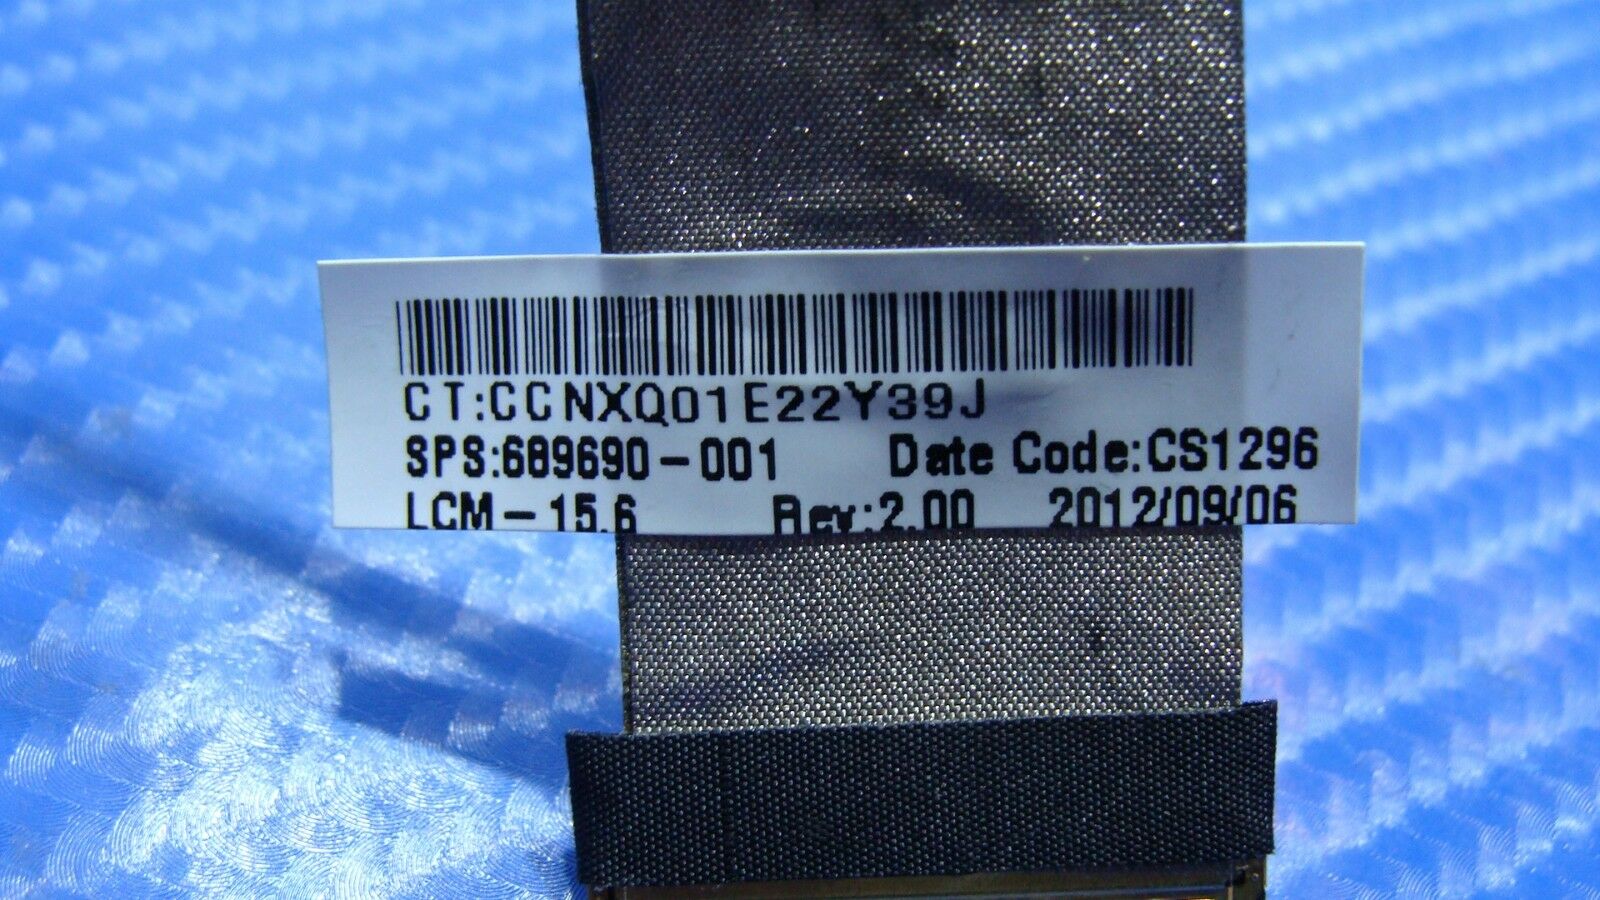 CT:CCNXQ01E22Y39J
SPS:689690-001 Date Code:CS1296
LCM-15.6 Rev:2.00 2012/09/06